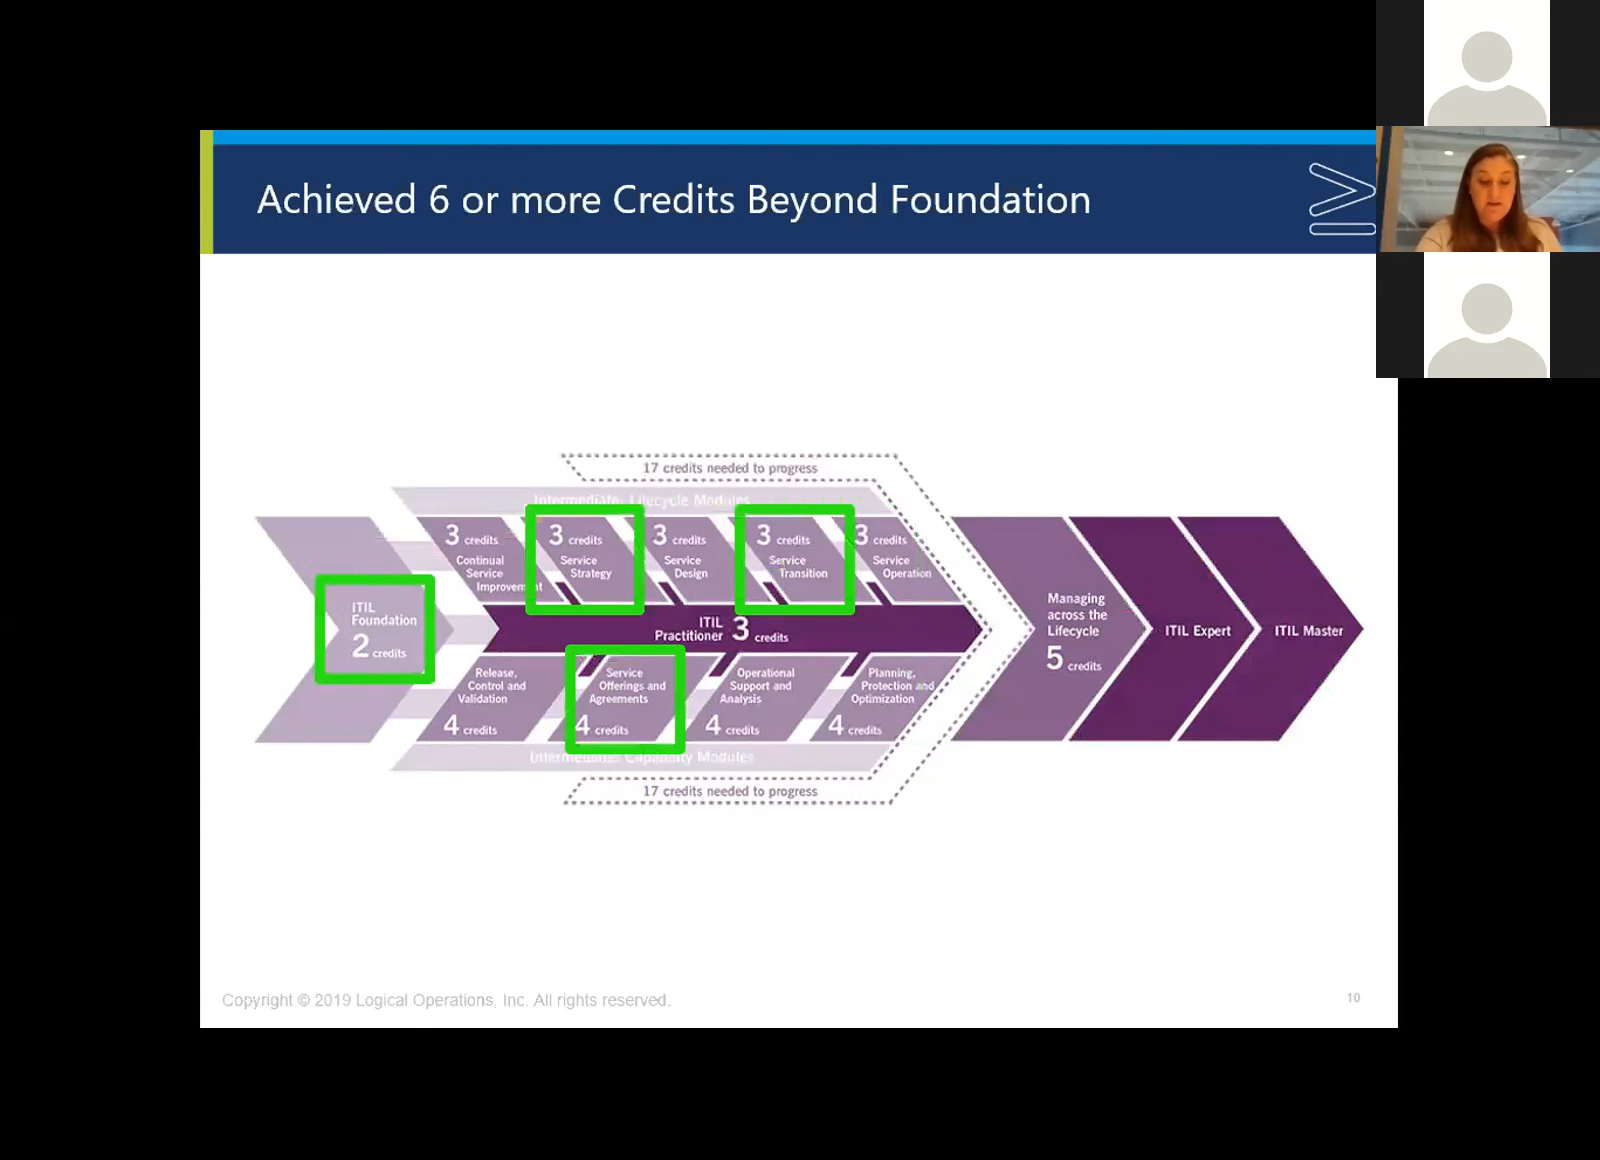 Achieved 6 or more Credits Beyond Foundation
17 credits needed to progress
Intermediate: Lifecycle Modules
3 credits
Continual
Service
Improvement
3 credits
Service
Strategy
3 credits
Service
Design
3 credits
Service
Transition
3 credits
Service
Operation
ITIL
Foundation
2 credits
ITIL
Practitioner 3 credits
Release,
Control and
Validation
4 credits
Service
Offerings and
Agreements
4 credits
Operational
Support and
Analysis
4 credits
Planning,
Protection and
Optimization
4 credits
Intermediate: Capability Modules
17 credits needed to progress
Managing
across the
Lifecycle
5 credits
ITIL Expert
ITIL Master
Copyright © 2019 Logical Operations, Inc. All rights reserved.
10